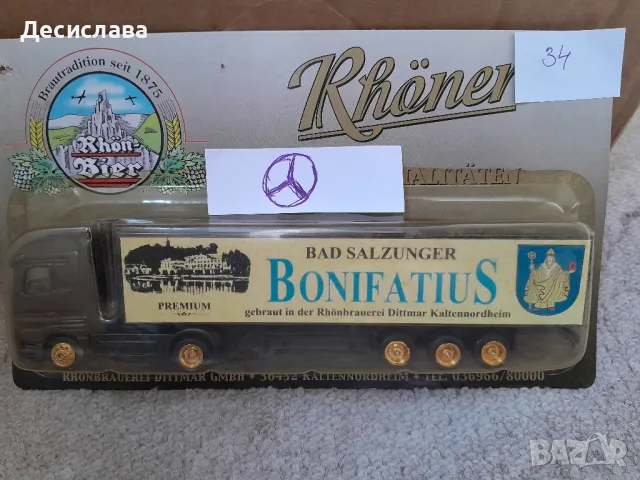 Десислава
Brautradition seit 1875
Rhön-
Bier
Rhöner
34
ALITÄTEN
BAD SALZUNGER
BONIFATIUS
PREMIUM
gebraut in der Rhönbrauerei Dittmar Kaltennordheim
RHÖNBRAUEREI DITTMAR GMBH • 36452 KALTENNORDHEIM • TEL. 036966/80000
BAZAR